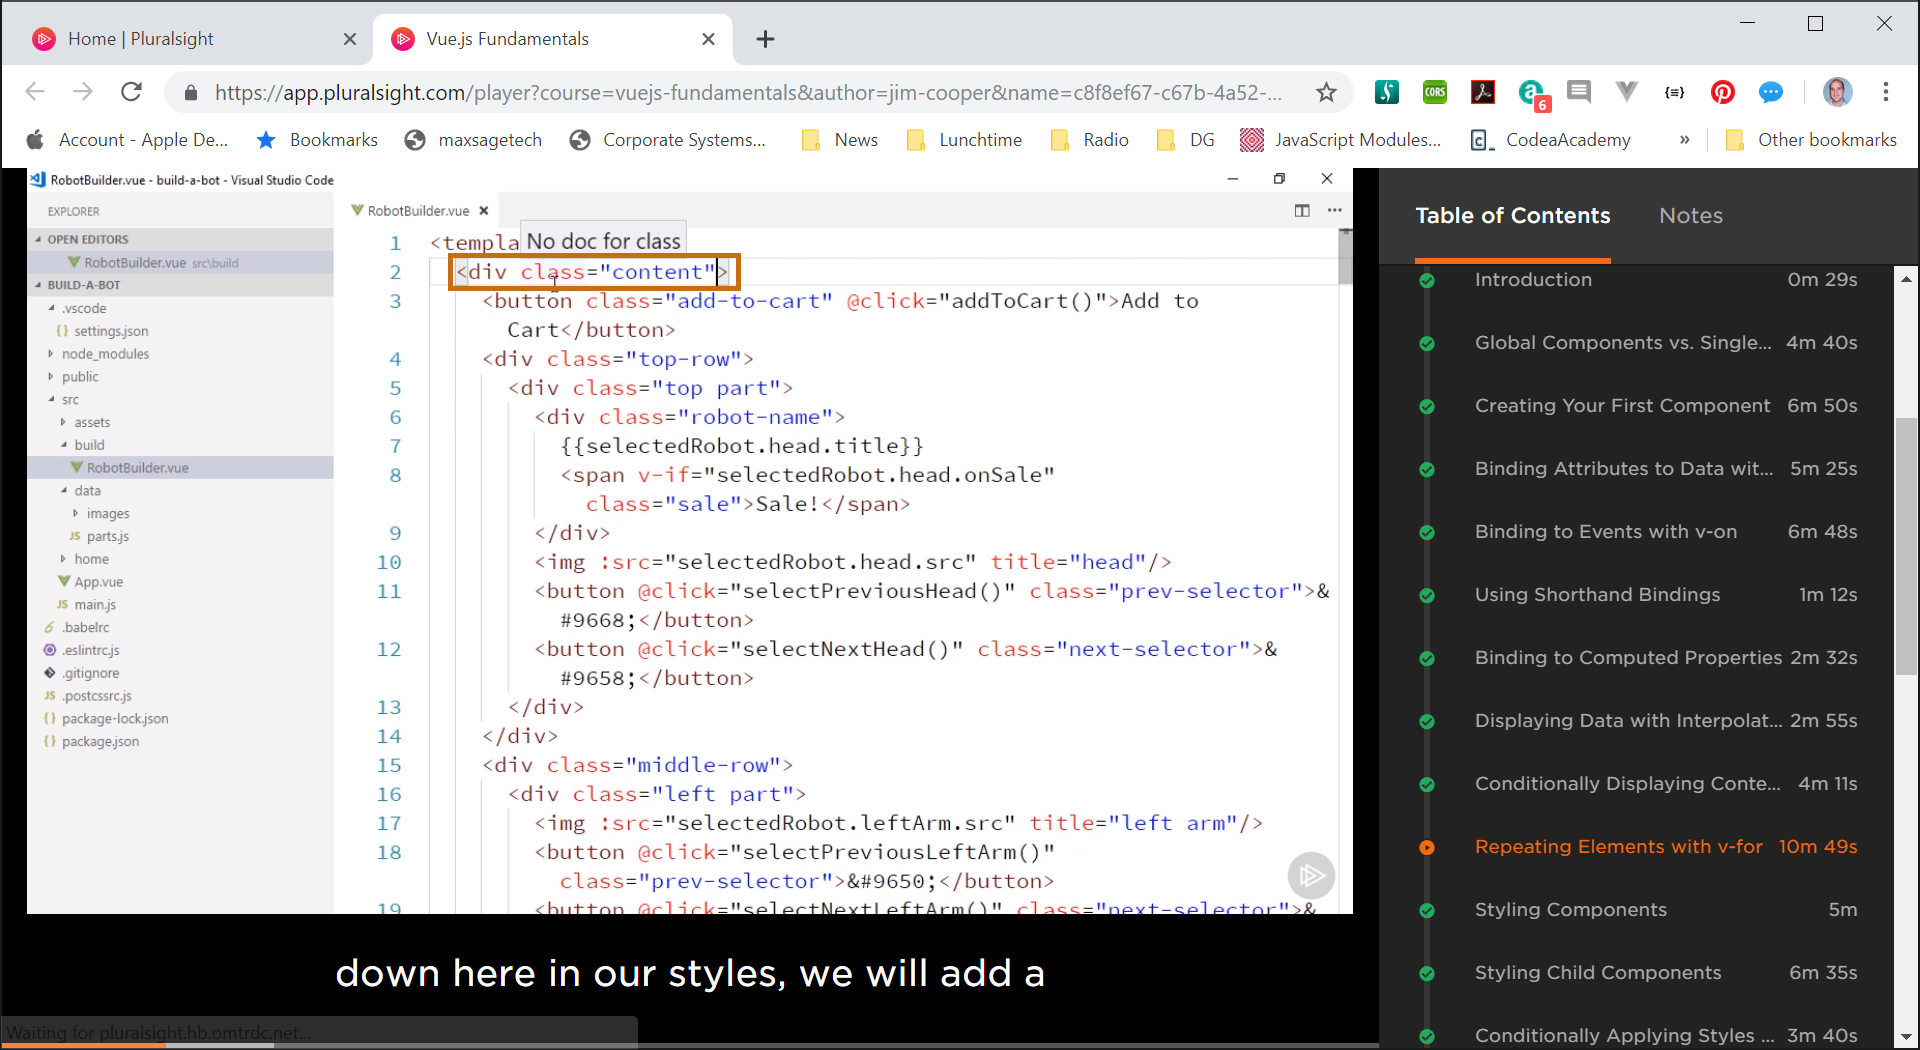 Home | Pluralsight
Vue.js Fundamentals
https://app.pluralsight.com/player?course=vuejs-fundamentals&author=jim-cooper&name=c8f8ef67-c67b-4a52-...
CORS
6
Account - Apple De...
Bookmarks
maxsagetech
Corporate Systems...
News
Lunchtime
Radio
DG
JavaScript Modules...
CodeaAcademy
»
Other bookmarks
RobotBuilder.vue - build-a-bot - Visual Studio Code
EXPLORER
OPEN EDITORS
RobotBuilder.vue src\build
BUILD-A-BOT
.vscode
{} settings.json
node_modules
public
src
assets
build
RobotBuilder.vue
data
images
JS parts.js
home
App.vue
JS main.js
.babelrc
.eslintrc.js
.gitignore
JS .postcssrc.js
{} package-lock.json
{} package.json
RobotBuilder.vue
No doc for class
1 <templa
2 <div class="content">
3 <button class="add-to-cart" @click="addToCart()">Add to
Cart</button>
4 <div class="top-row">
5 <div class="top part">
6 <div class="robot-name">
7 {{selectedRobot.head.title}}
8 <span v-if="selectedRobot.head.onSale"
class="sale">Sale!</span>
9 </div>
10 <img :src="selectedRobot.head.src" title="head"/>
11 <button @click="selectPreviousHead()" class="prev-selector">&
#9668;</button>
12 <button @click="selectNextHead()" class="next-selector">&
#9658;</button>
13 </div>
14 </div>
15 <div class="middle-row">
16 <div class="left part">
17 <img :src="selectedRobot.leftArm.src" title="left arm"/>
18 <button @click="selectPreviousLeftArm()"
class="prev-selector">&#9650;</button>
19 <button @click="selectNextLeftArm()" class="next-selector">&
down here in our styles, we will add a
Waiting for pluralsight.hb.omtrdc.net...
Table of Contents
Notes
Introduction 0m 29s
Global Components vs. Single... 4m 40s
Creating Your First Component 6m 50s
Binding Attributes to Data wit... 5m 25s
Binding to Events with v-on 6m 48s
Using Shorthand Bindings 1m 12s
Binding to Computed Properties 2m 32s
Displaying Data with Interpolat... 2m 55s
Conditionally Displaying Conte... 4m 11s
Repeating Elements with v-for 10m 49s
Styling Components 5m
Styling Child Components 6m 35s
Conditionally Applying Styles ... 3m 40s